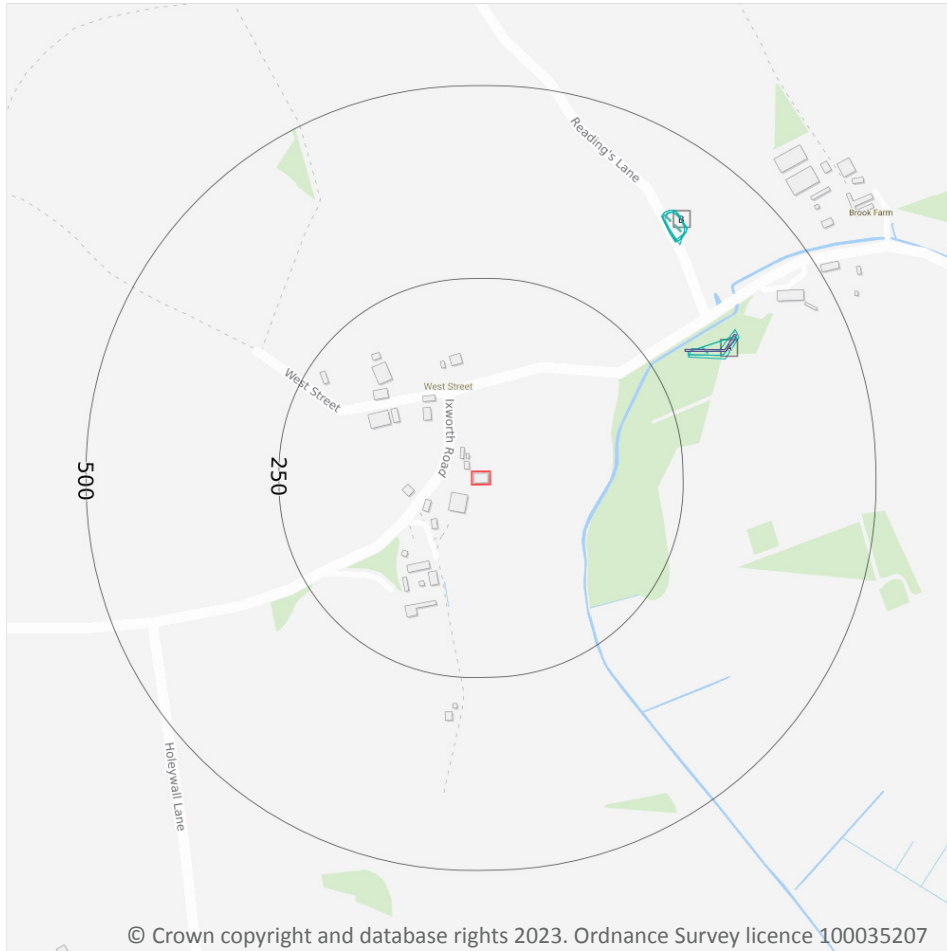 Reading's Lane
B
Brook Farm
A
West Street
West Street
Ixworth Road
500
250
Holeywall Lane
© Crown copyright and database rights 2023. Ordnance Survey licence 100035207